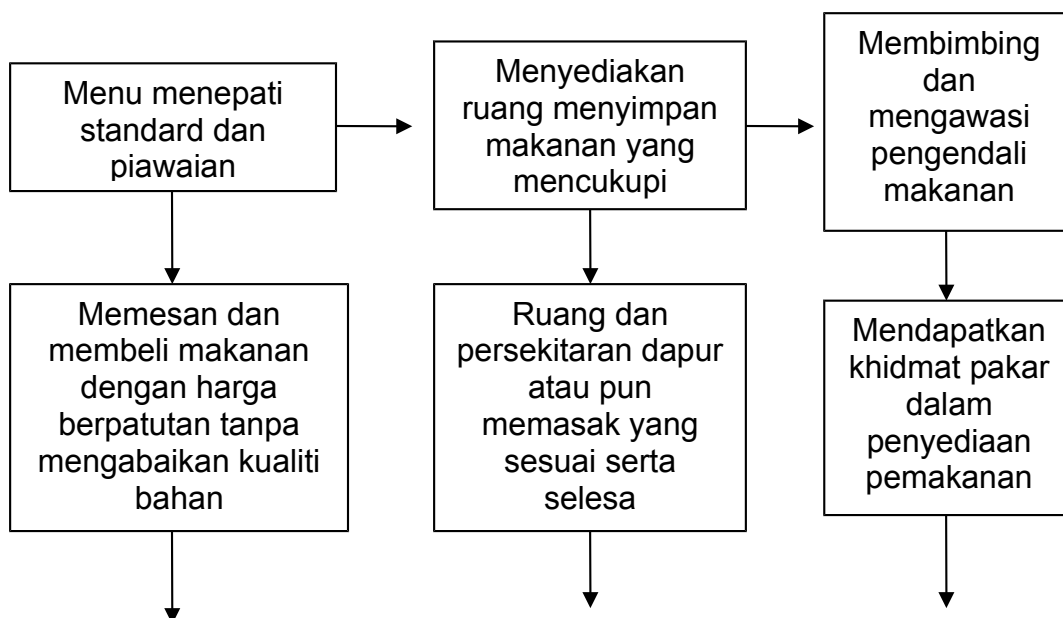 Menu menepati
standard dan
piawaian
Menyediakan
ruang menyimpan
makanan yang
mencukupi
Membimbing
dan
mengawasi
pengendali
makanan
Memesan dan
membeli makanan
dengan harga
berpatutan tanpa
mengabaikan kualiti
bahan
Ruang dan
persekitaran dapur
atau pun
memasak yang
sesuai serta
selesa
Mendapatkan
khidmat pakar
dalam
penyediaan
pemakanan